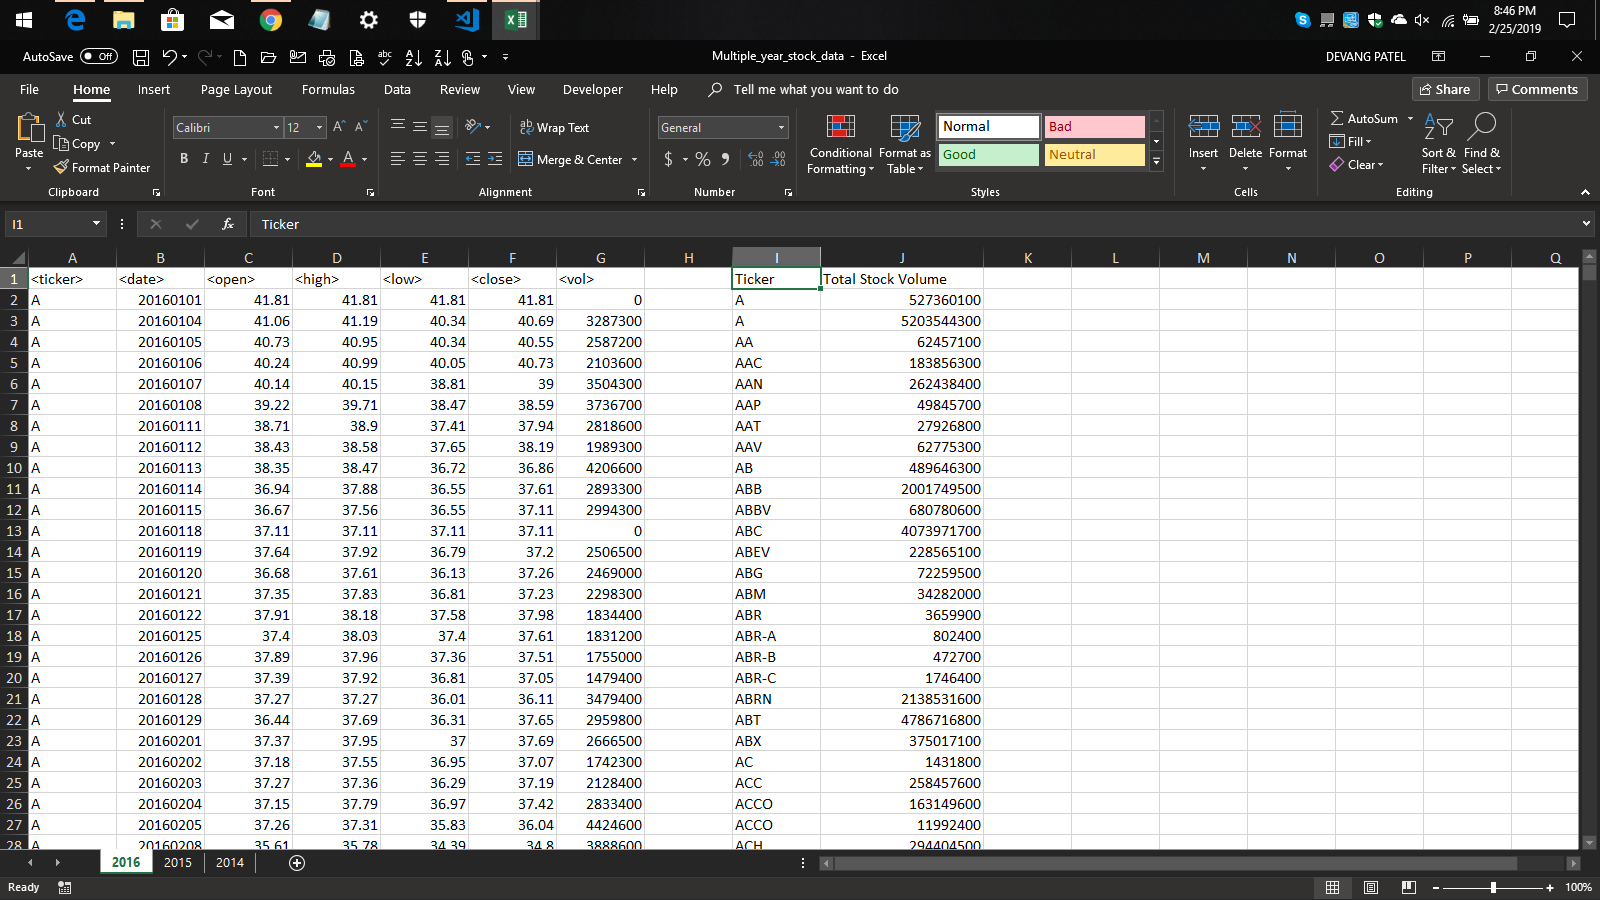 8:46 PM
2/25/2019
AutoSave Off
Multiple_year_stock_data - Excel
DEVANG PATEL
File Home Insert Page Layout Formulas Data Review View Developer Help Tell me what you want to do Share Comments
Paste Cut Copy Format Painter
Calibri 12 Wrap Text Merge & Center General
Conditional Formatting Format as Table Normal Bad Good Neutral
Insert Delete Format AutoSum Fill Clear Sort & Filter Find & Select
Clipboard Font Alignment Number Styles Cells Editing
I1 fx Ticker
A B C D E F G H I J K L M N O P Q
1 <ticker> <date> <open> <high> <low> <close> <vol> Ticker Total Stock Volume
2 A 20160101 41.81 41.81 41.81 41.81 0 A 527360100
3 A 20160104 41.06 41.19 40.34 40.69 3287300 A 5203544300
4 A 20160105 40.73 40.95 40.34 40.55 2587200 AA 62457100
5 A 20160106 40.24 40.99 40.05 40.73 2103600 AAC 183856300
6 A 20160107 40.14 40.15 38.81 39 3504300 AAN 262438400
7 A 20160108 39.22 39.71 38.47 38.59 3736700 AAP 49845700
8 A 20160111 38.71 38.9 37.41 37.94 2818600 AAT 27926800
9 A 20160112 38.43 38.58 37.65 38.19 1989300 AAV 62775300
10 A 20160113 38.35 38.47 36.72 36.86 4206600 AB 489646300
11 A 20160114 36.94 37.88 36.55 37.61 2893300 ABB 2001749500
12 A 20160115 36.67 37.56 36.55 37.11 2994300 ABBV 680780600
13 A 20160118 37.11 37.11 37.11 37.11 0 ABC 4073971700
14 A 20160119 37.64 37.92 36.79 37.2 2506500 ABEV 228565100
15 A 20160120 36.68 37.61 36.13 37.26 2469000 ABG 72259500
16 A 20160121 37.35 37.83 36.81 37.23 2298300 ABM 34282000
17 A 20160122 37.91 38.18 37.58 37.98 1834400 ABR 3659900
18 A 20160125 37.4 38.03 37.4 37.61 1831200 ABR-A 802400
19 A 20160126 37.89 37.96 37.36 37.51 1755000 ABR-B 472700
20 A 20160127 37.39 37.92 36.81 37.05 1479400 ABR-C 1746400
21 A 20160128 37.27 37.27 36.01 36.11 3479400 ABRN 2138531600
22 A 20160129 36.44 37.69 36.31 37.65 2959800 ABT 4786716800
23 A 20160201 37.37 37.95 37 37.69 2666500 ABX 375017100
24 A 20160202 37.18 37.55 36.95 37.07 1742300 AC 1431800
25 A 20160203 37.27 37.36 36.29 37.19 2128400 ACC 258457600
26 A 20160204 37.15 37.79 36.97 37.42 2833400 ACCO 163149600
27 A 20160205 37.26 37.31 35.83 36.04 4424600 ACCO 11992400
28 A 20160208 35.61 35.78 34.39 34.8 3888600 ACH 294404500
2016 2015 2014
Ready 100%